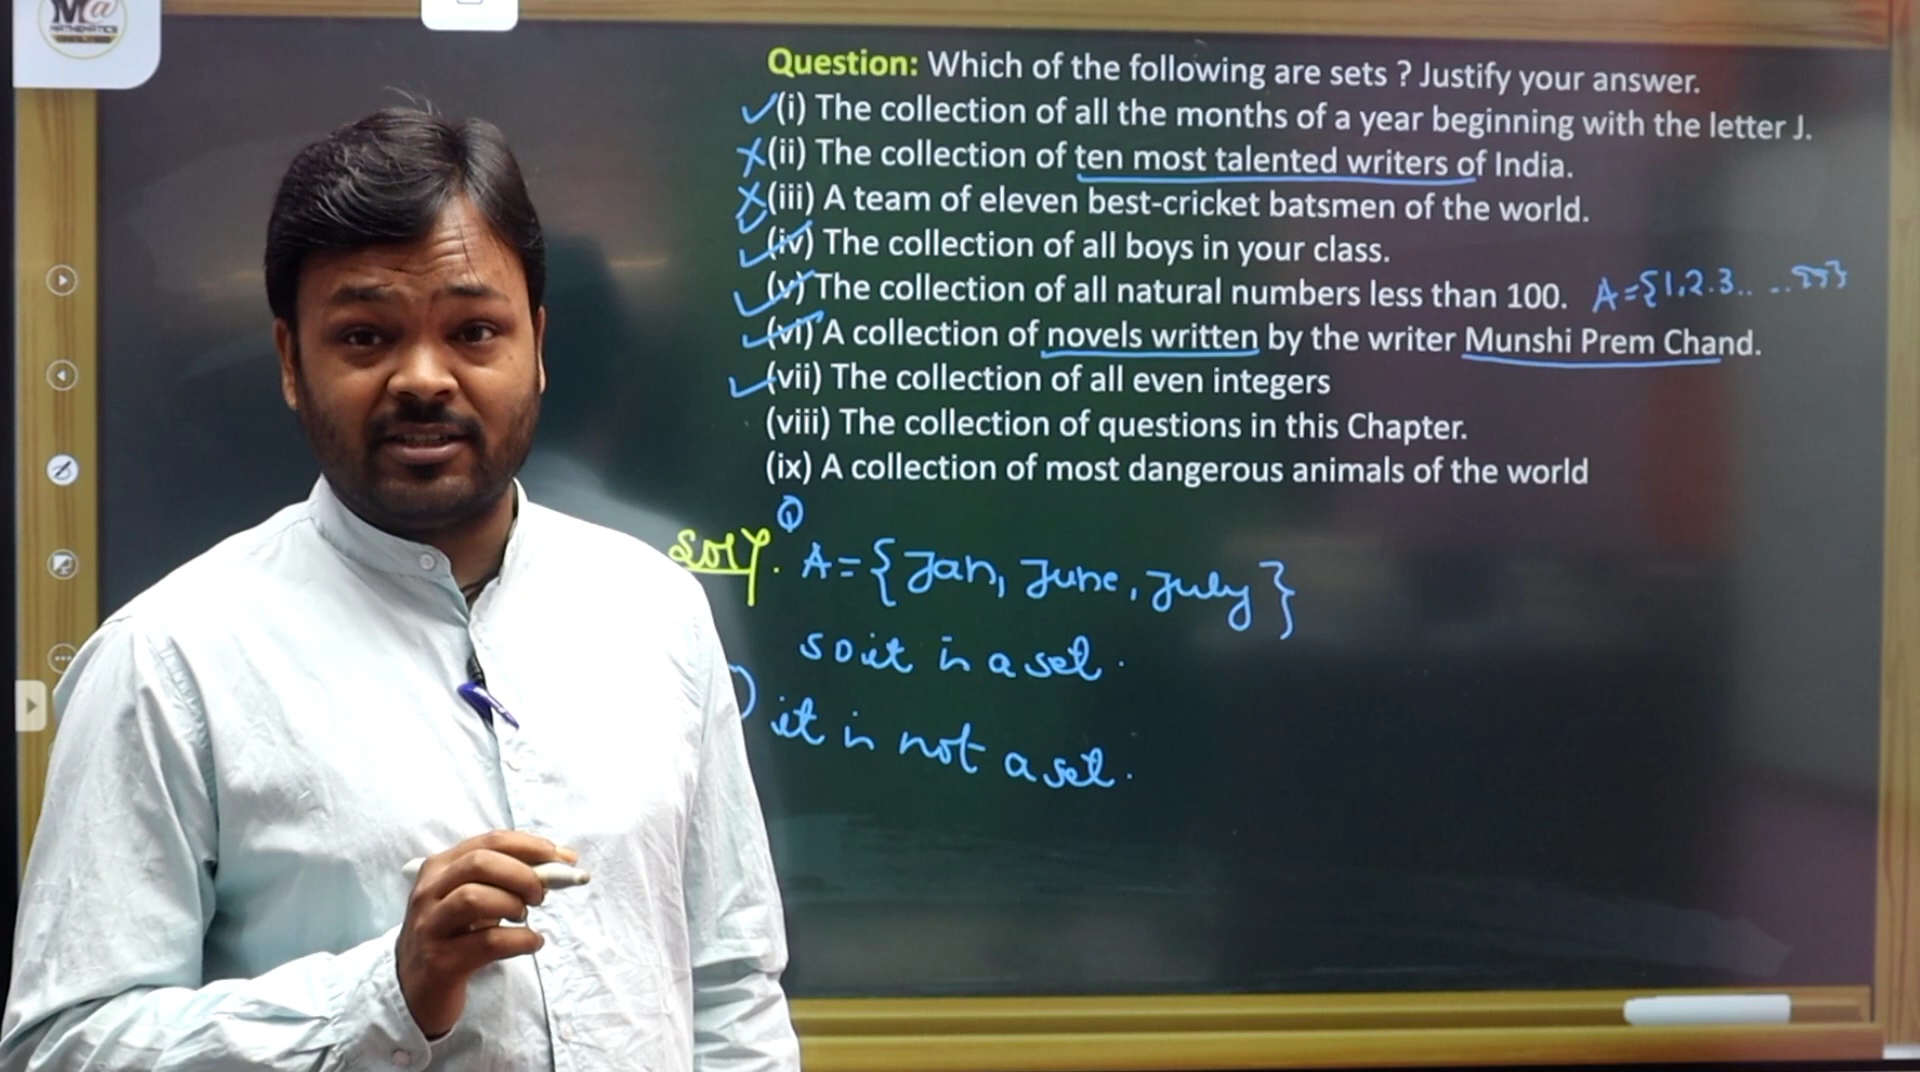 M@
MATHEMATICS
Question: Which of the following are sets ? Justify your answer.
(i) The collection of all the months of a year beginning with the letter J.
(ii) The collection of ten most talented writers of India.
(iii) A team of eleven best-cricket batsmen of the world.
(iv) The collection of all boys in your class.
(v) The collection of all natural numbers less than 100. A={1,2.3.. ...99}
(vi) A collection of novels written by the writer Munshi Prem Chand.
(vii) The collection of all even integers
(viii) The collection of questions in this Chapter.
(ix) A collection of most dangerous animals of the world
Solⁿ. A={Jan, June, July}
so it is a set.
it is not a set.